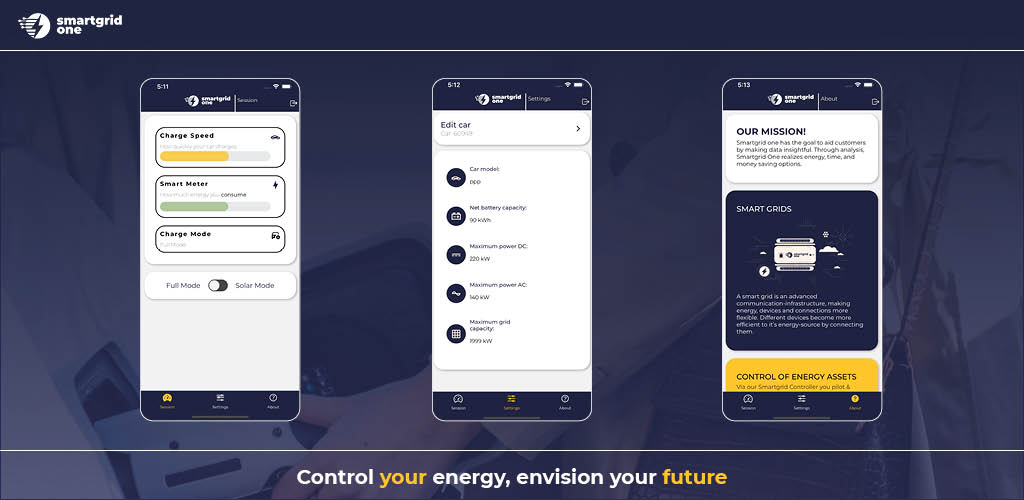 smartgrid
one
5:11
smartgrid
one
Session
Charge Speed
How quickly your car charges
Smart Meter
How much energy you consume
Charge Mode
Full Mode
Full Mode
Solar Mode
Session
Settings
About
5:12
smartgrid
one
Settings
Edit car
Car 60949
Car model:
ppp
Net battery capacity:
90 kWh
Maximum power DC:
220 kW
Maximum power AC:
140 kW
Maximum grid
capacity:
1999 kW
Session
Settings
About
5:13
smartgrid
one
About
OUR MISSION!
Smartgrid one has the goal to aid customers
by making data insightful. Through analysis,
Smartgrid One realizes energy, time, and
money saving options.
SMART GRIDS
smartgrid
one
A smart grid is an advanced
communication-infrastructure, making
energy, devices and connections more
flexible. Different devices become more
efficient to it's energy-source by connecting
them.
CONTROL OF ENERGY ASSETS
Via our Smartgrid Controller you pilot &
Session
Settings
About
Control your energy, envision your future